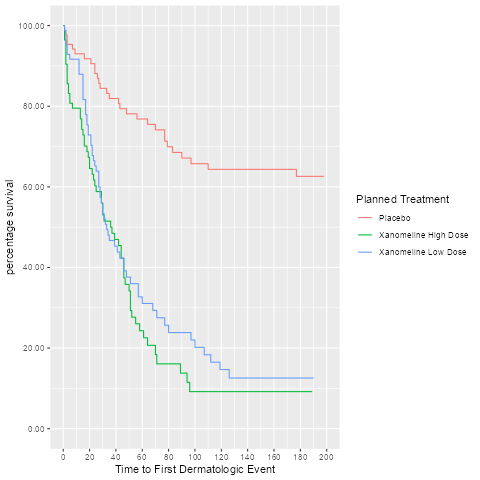 100.00
80.00
60.00
40.00
20.00
0.00
percentage survival
0 20 40 60 80 100 120 140 160 180 200
Time to First Dermatologic Event
Planned Treatment
Placebo
Xanomeline High Dose
Xanomeline Low Dose